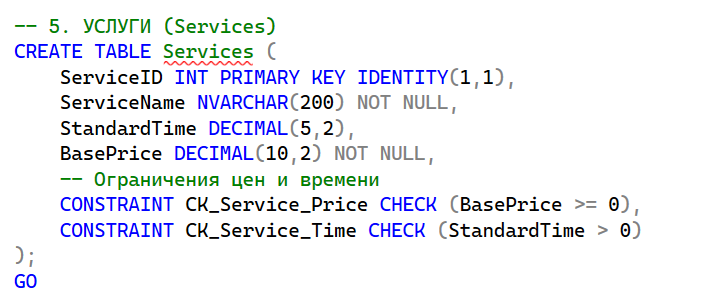 -- 5. УСЛУГИ (Services)
CREATE TABLE Services (
    ServiceID INT PRIMARY KEY IDENTITY(1,1),
    ServiceName NVARCHAR(200) NOT NULL,
    StandardTime DECIMAL(5,2),
    BasePrice DECIMAL(10,2) NOT NULL,
    -- Ограничения цен и времени
    CONSTRAINT CK_Service_Price CHECK (BasePrice >= 0),
    CONSTRAINT CK_Service_Time CHECK (StandardTime > 0)
);
GO